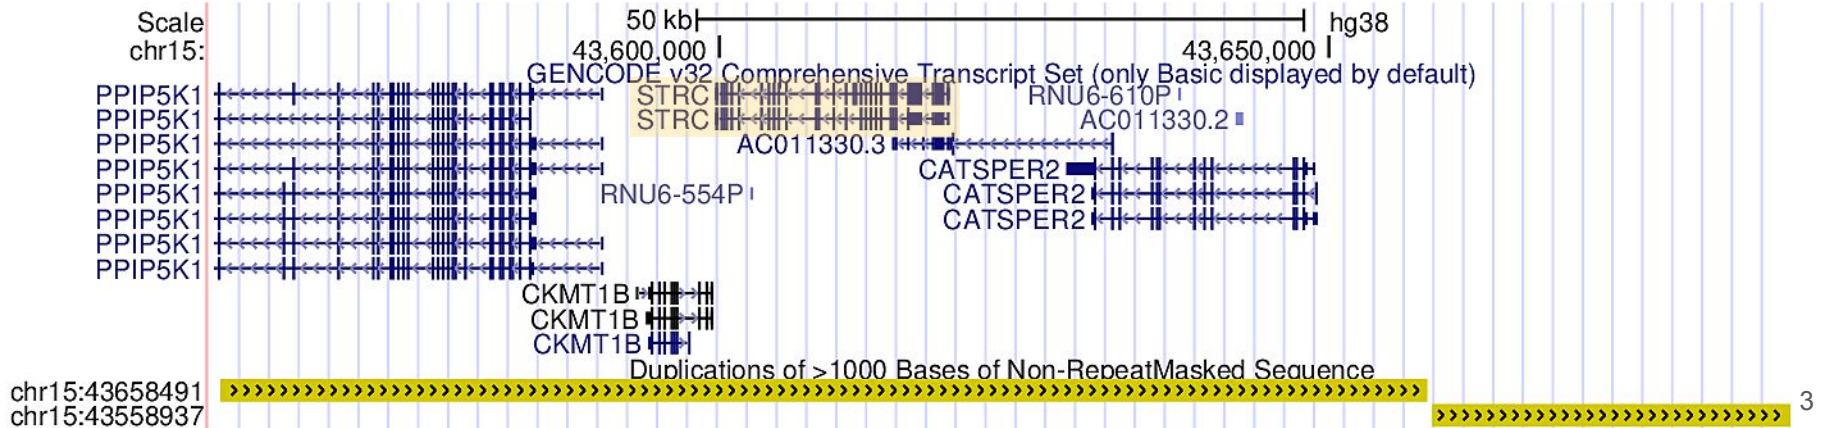 Scale 50 kb hg38
chr15: 43,600,000 43,650,000
GENCODE v32 Comprehensive Transcript Set (only Basic displayed by default)
PPIP5K1 STRC RNU6-610P
PPIP5K1 STRC AC011330.2
PPIP5K1 AC011330.3
PPIP5K1 CATSPER2
PPIP5K1 RNU6-554P CATSPER2
PPIP5K1 CATSPER2
PPIP5K1
PPIP5K1
CKMT1B
CKMT1B
CKMT1B
Duplications of >1000 Bases of Non-RepeatMasked Sequence
chr15:43658491
chr15:43558937
3